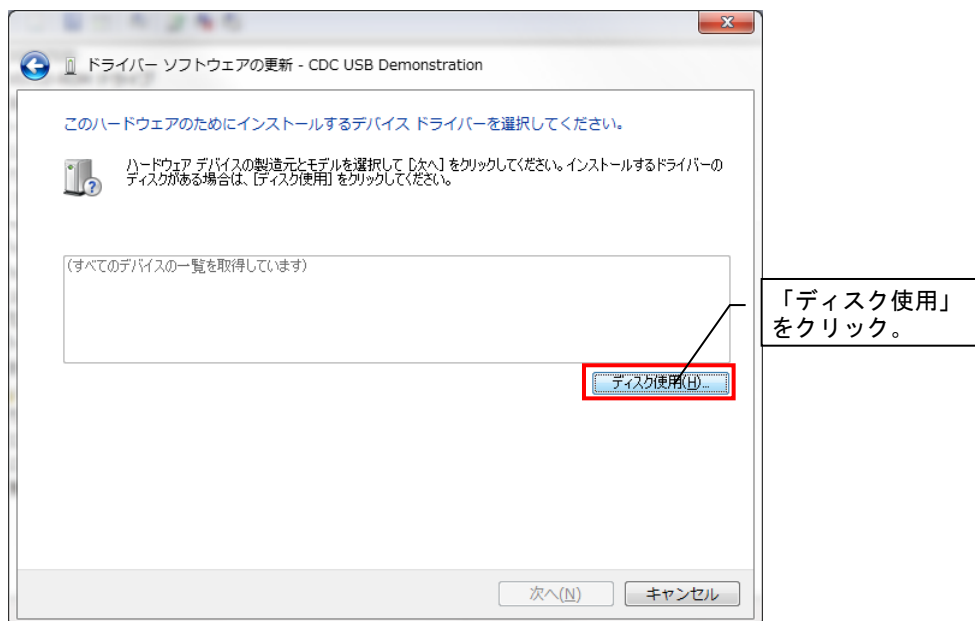 ドライバー ソフトウェアの更新 - CDC USB Demonstration
このハードウェアのためにインストールするデバイス ドライバーを選択してください。
ハードウェア デバイスの製造元とモデルを選択して [次へ] をクリックしてください。インストールするドライバーの
ディスクがある場合は、[ディスク使用] をクリックしてください。
(すべてのデバイスの一覧を取得しています)
「ディスク使用」
をクリック。
ディスク使用(H)...
次へ(N)
キャンセル